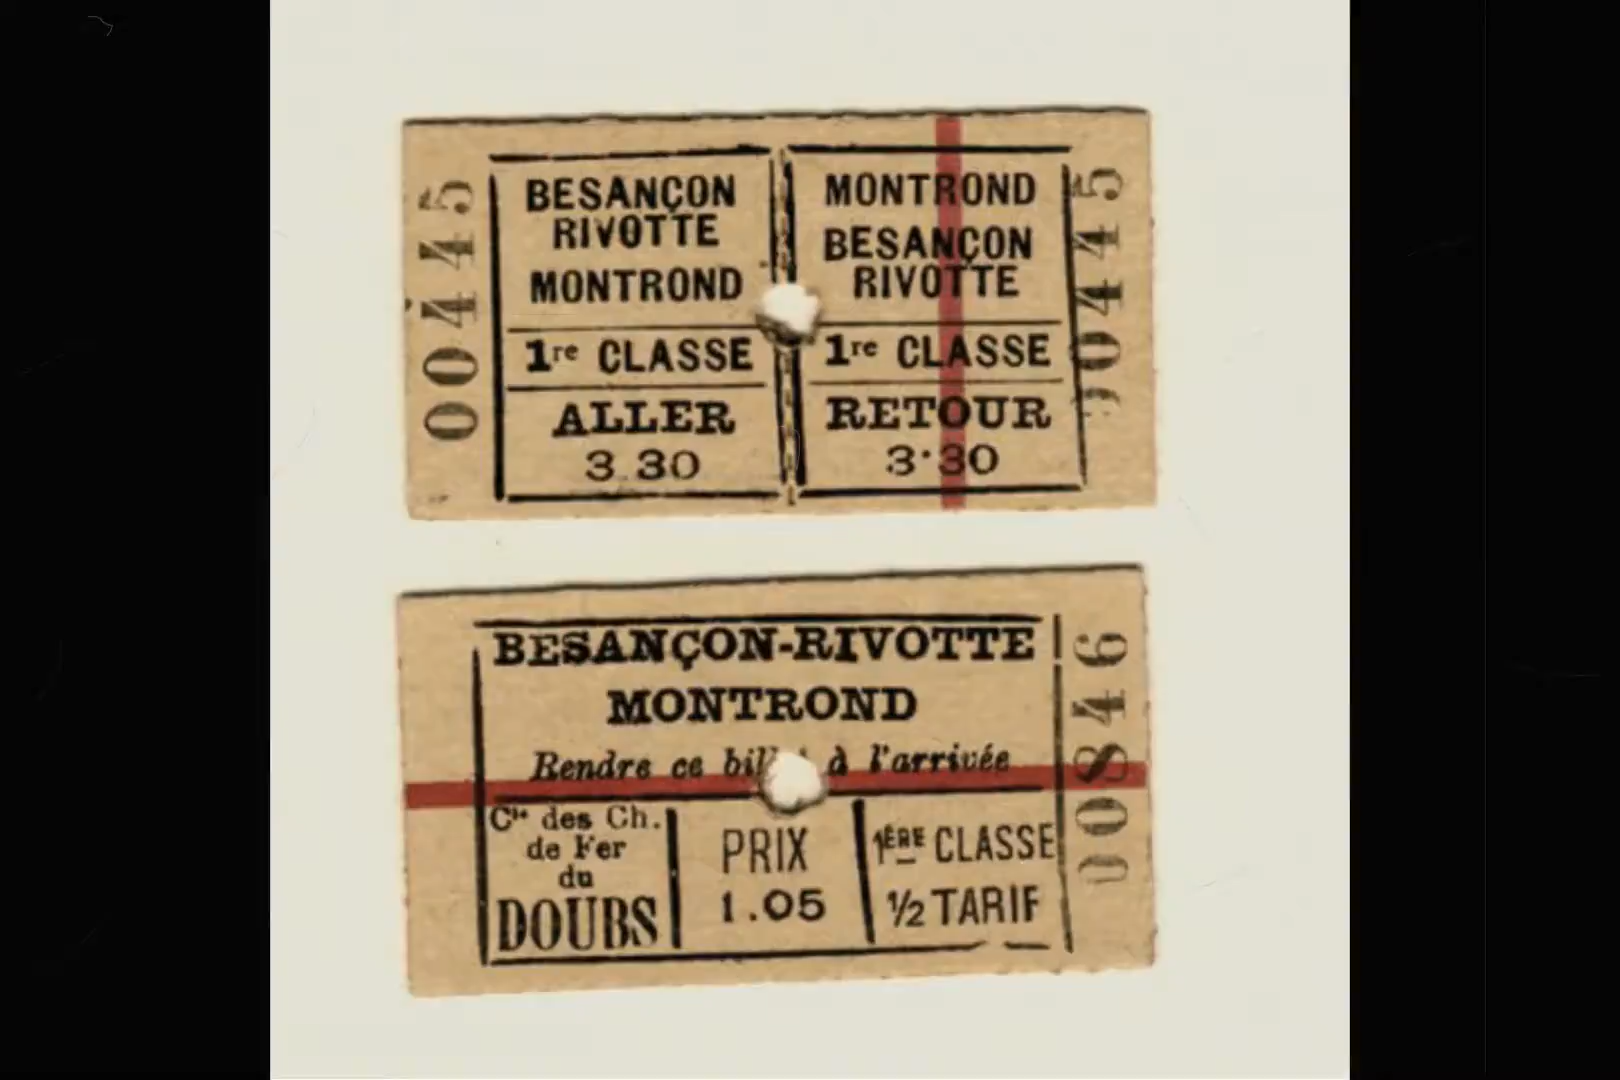 00445
BESANÇON
RIVOTTE
MONTROND
1re CLASSE
ALLER
3.30
MONTROND
BESANÇON
RIVOTTE
1re CLASSE
RETOUR
3·30
00445
BESANÇON-RIVOTTE
MONTROND
Rendre ce billet à l'arrivée
Cie des Ch.
de Fer
du
DOUBS
PRIX
1.05
1ÈRE CLASSE
1/2 TARIF
00846